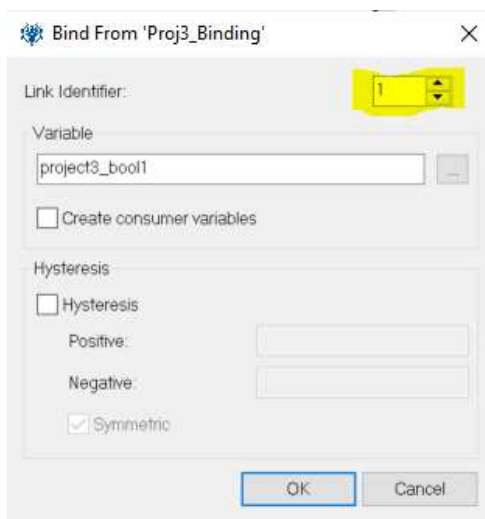 Bind From 'Proj3_Binding'
Link Identifier: 1
Variable
project3_bool1
...
Create consumer variables
Hysteresis
Hysteresis
Positive:
Negative:
Symmetric
OK Cancel